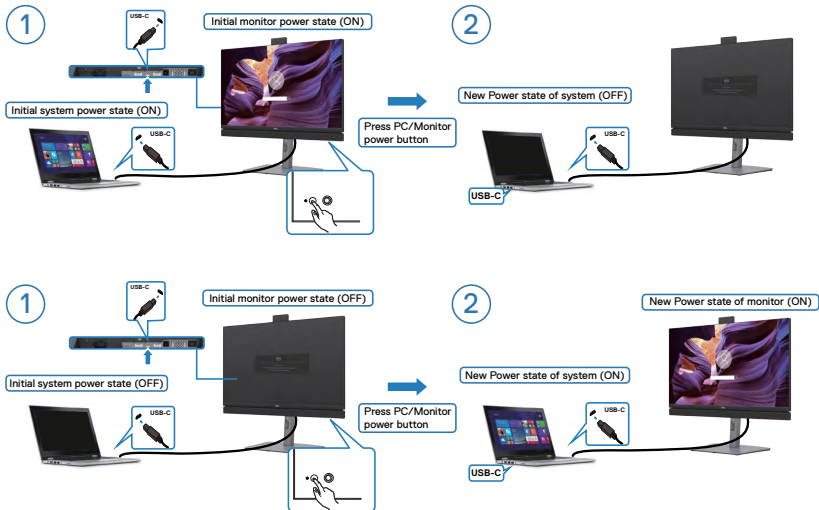 1
USB-C
Initial monitor power state (ON)
2
Initial system power state (ON)
USB-C
Press PC/Monitor
power button
New Power state of system (OFF)
USB-C
USB-C
1
USB-C
Initial monitor power state (OFF)
2
New Power state of monitor (ON)
Initial system power state (OFF)
USB-C
Press PC/Monitor
power button
New Power state of system (ON)
USB-C
USB-C